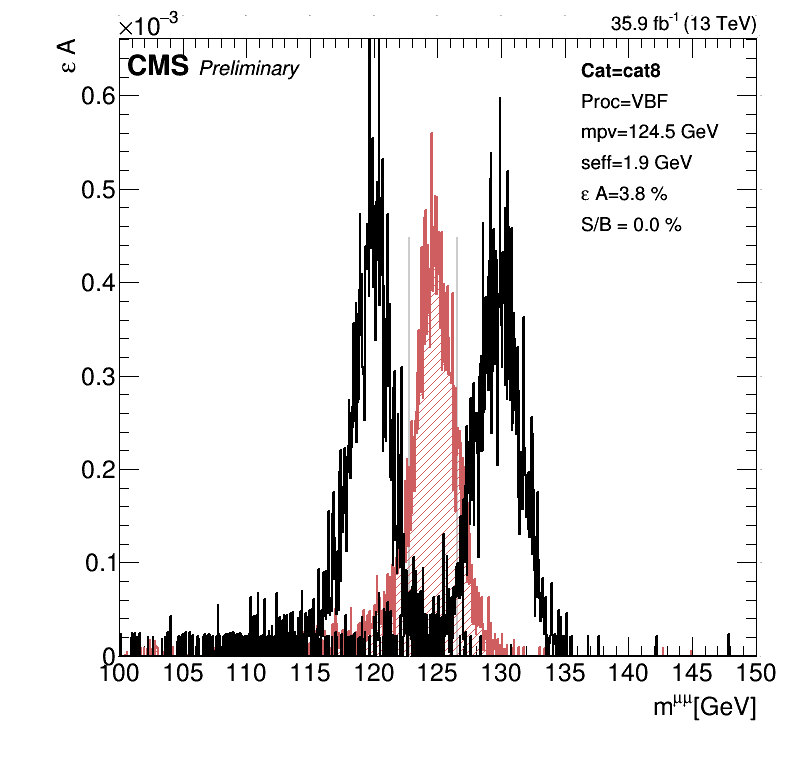 ×10⁻³
35.9 fb⁻¹ (13 TeV)
ε A
CMS Preliminary
Cat=cat8
Proc=VBF
mpv=124.5 GeV
seff=1.9 GeV
ε A=3.8 %
S/B = 0.0 %
0.6
0.5
0.4
0.3
0.2
0.1
0
100 105 110 115 120 125 130 135 140 145 150
m^μμ[GeV]